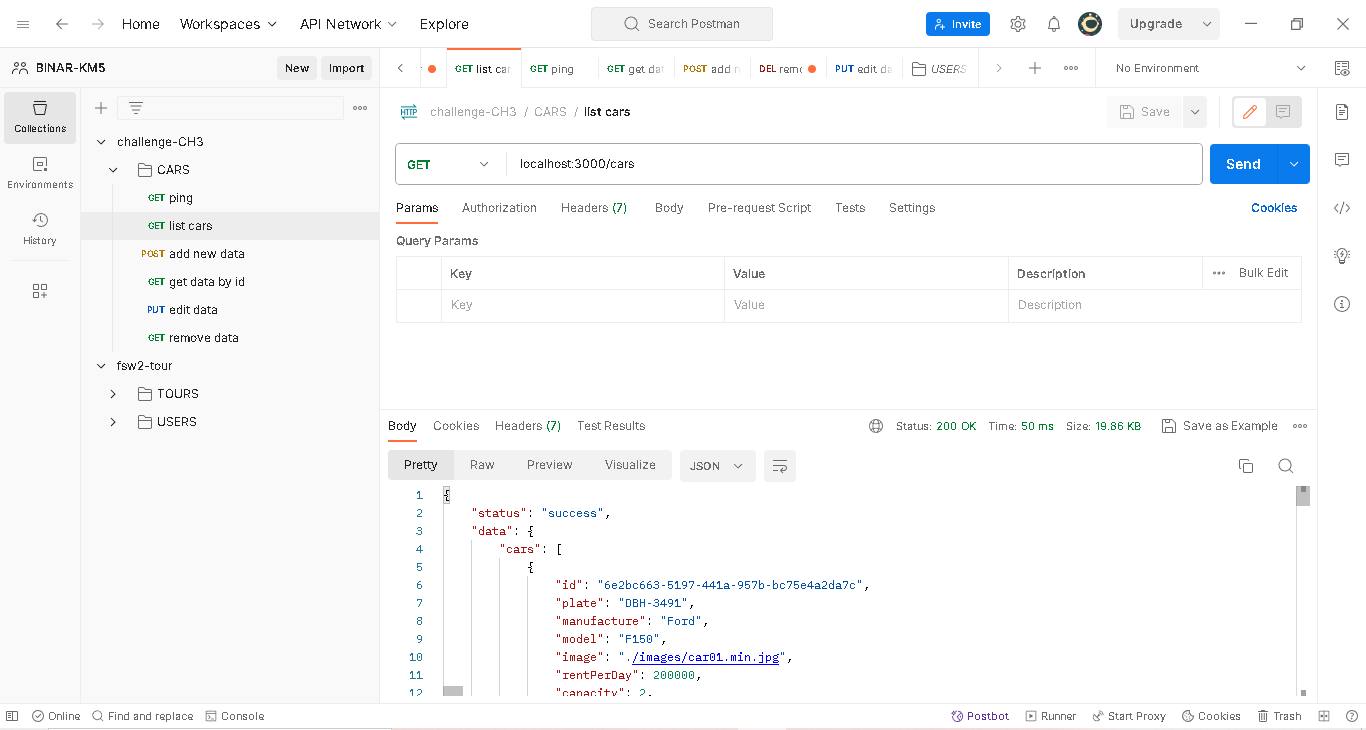 Home Workspaces API Network Explore Search Postman Invite Upgrade
BINAR-KM5 New Import
GET list car GET ping GET get dat POST add n DEL remo PUT edit da USERS No Environment
Collections
Environments
History
challenge-CH3
CARS
GET ping
GET list cars
POST add new data
GET get data by id
PUT edit data
GET remove data
fsw2-tour
TOURS
USERS
HTTP challenge-CH3 / CARS / list cars Save
GET localhost:3000/cars Send
Params Authorization Headers (7) Body Pre-request Script Tests Settings Cookies
Query Params
Key Value Description Bulk Edit
Key Value Description
Body Cookies Headers (7) Test Results Status: 200 OK Time: 50 ms Size: 19.86 KB Save as Example
Pretty Raw Preview Visualize JSON
1 {
2 "status": "success",
3 "data": {
4 "cars": [
5 {
6 "id": "6e2bc663-5197-441a-957b-bc75e4a2da7c",
7 "plate": "DBH-3491",
8 "manufacture": "Ford",
9 "model": "F150",
10 "image": "./images/car01.min.jpg",
11 "rentPerDay": 200000,
12 "capacity": 2,
Online Find and replace Console Postbot Runner Start Proxy Cookies Trash